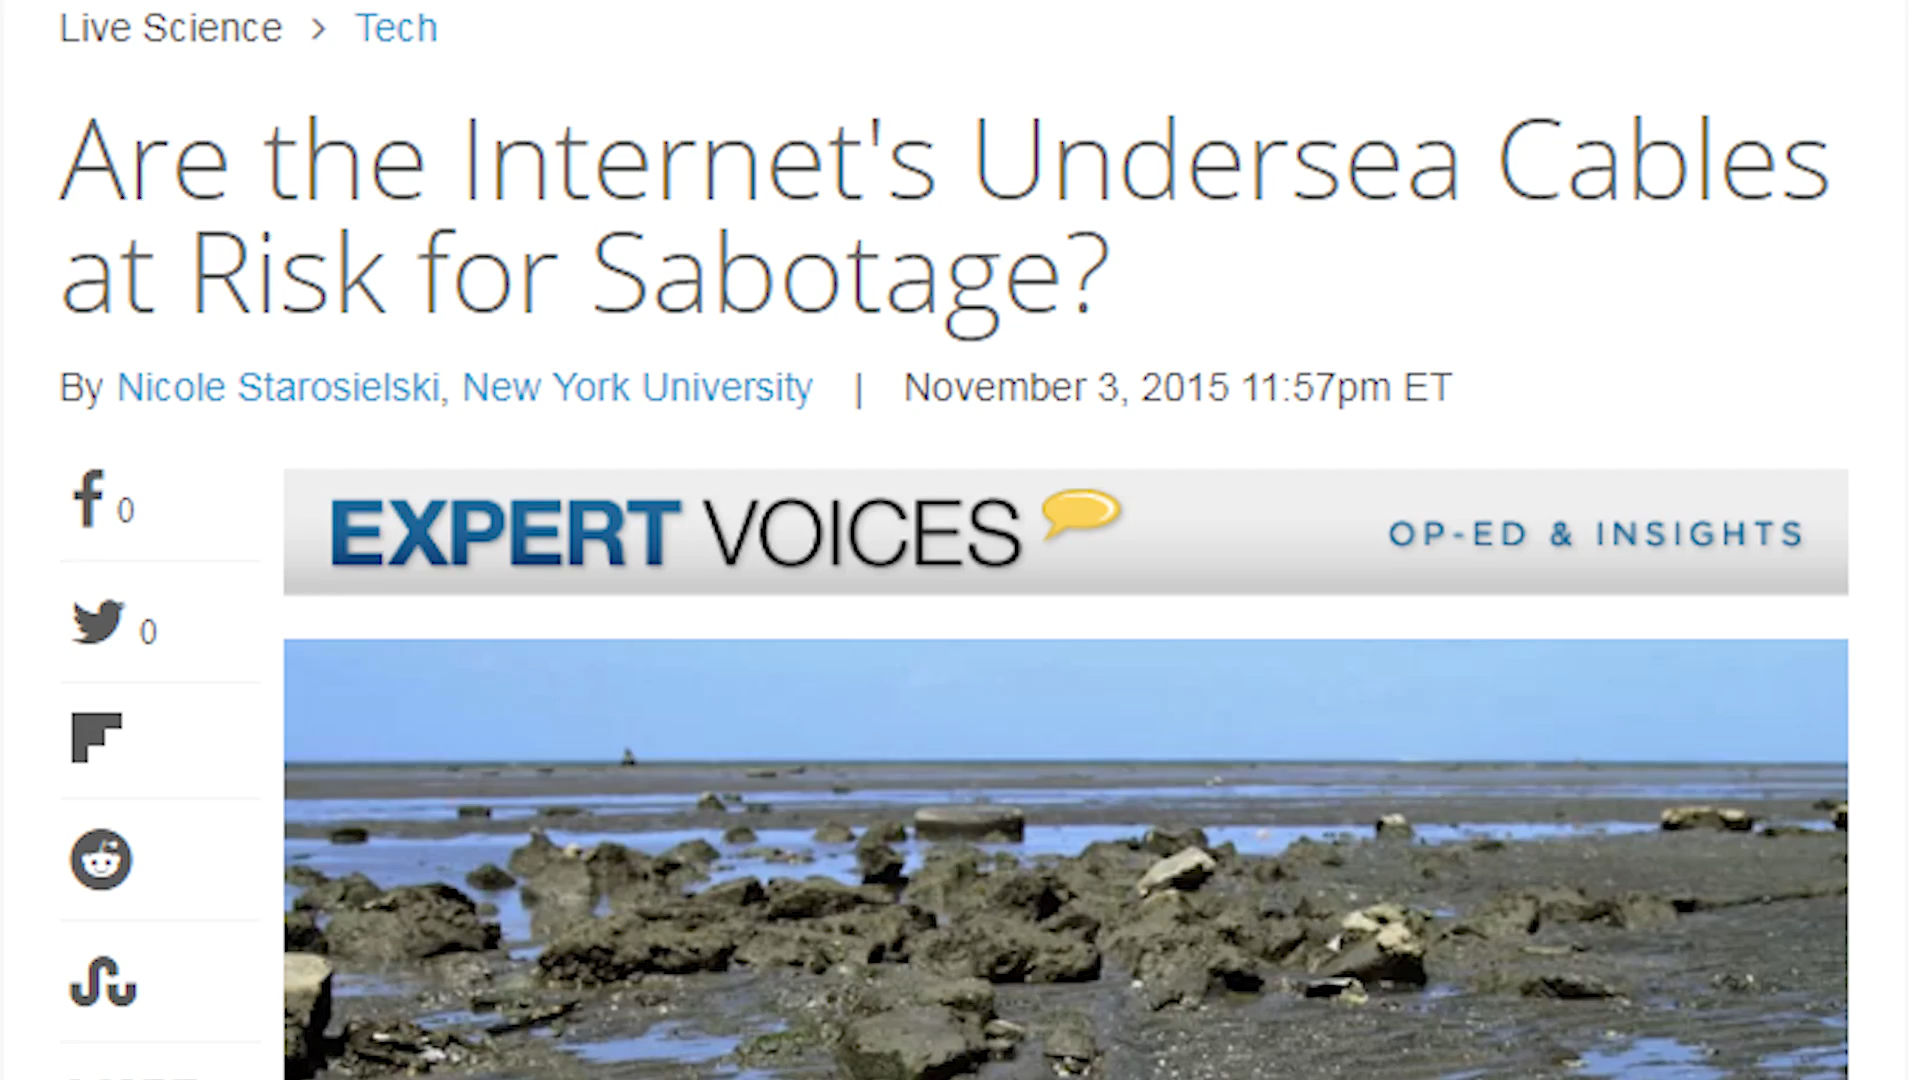 Live Science > Tech
Are the Internet's Undersea Cables
at Risk for Sabotage?
By Nicole Starosielski, New York University | November 3, 2015 11:57pm ET
0
EXPERT VOICES OP-ED & INSIGHTS
0